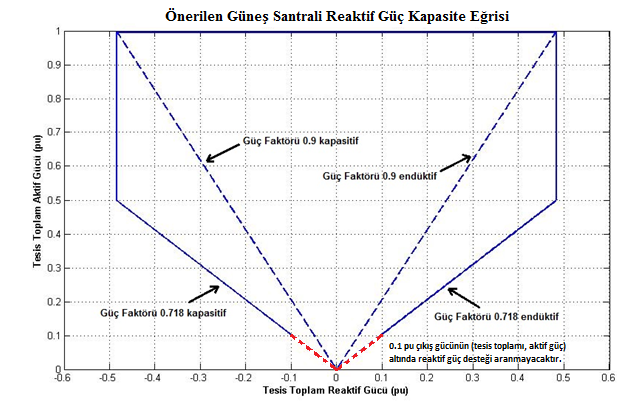 Önerilen Güneş Santrali Reaktif Güç Kapasite Eğrisi
1
0.9
0.8
0.7
0.6
0.5
0.4
0.3
0.2
0.1
0
Tesis Toplam Aktif Gücü (pu)
Güç Faktörü 0.9 kapasitif
Güç Faktörü 0.9 endüktif
Güç Faktörü 0.718 kapasitif
Güç Faktörü 0.718 endüktif
0.1 pu çıkış gücünün (tesis toplamı, aktif güç)
altında reaktif güç desteği aranmayacaktır.
-0.6 -0.5 -0.4 -0.3 -0.2 -0.1 0 0.1 0.2 0.3 0.4 0.5 0.6
Tesis Toplam Reaktif Gücü (pu)